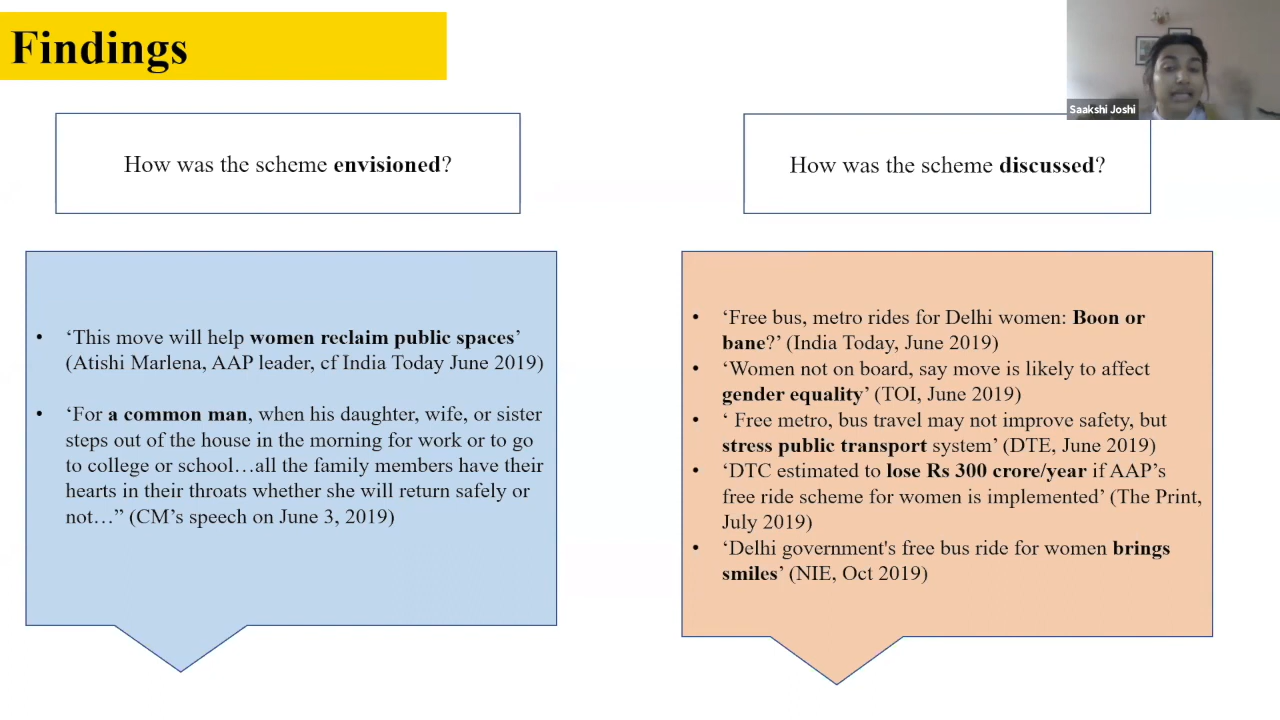 Findings
Saakshi Joshi
How was the scheme envisioned?
How was the scheme discussed?
• ‘This move will help women reclaim public spaces’
(Atishi Marlena, AAP leader, cf India Today June 2019)
• ‘For a common man, when his daughter, wife, or sister
steps out of the house in the morning for work or to go
to college or school…all the family members have their
hearts in their throats whether she will return safely or
not…” (CM’s speech on June 3, 2019)
• ‘Free bus, metro rides for Delhi women: Boon or
bane?’ (India Today, June 2019)
• ‘Women not on board, say move is likely to affect
gender equality’ (TOI, June 2019)
• ‘ Free metro, bus travel may not improve safety, but
stress public transport system’ (DTE, June 2019)
• ‘DTC estimated to lose Rs 300 crore/year if AAP’s
free ride scheme for women is implemented’ (The Print,
July 2019)
• ‘Delhi government's free bus ride for women brings
smiles’ (NIE, Oct 2019)